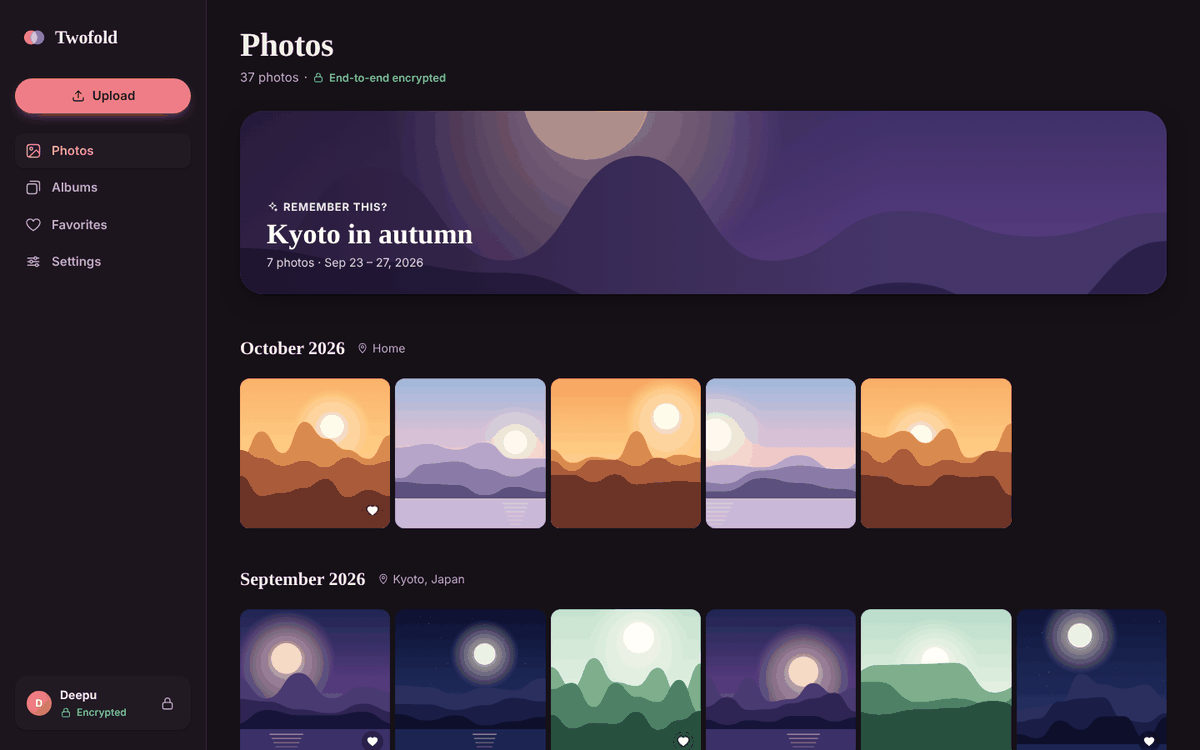 Twofold
Upload
Photos
Albums
Favorites
Settings
D
Deepu
Encrypted
Photos
37 photos · End-to-end encrypted
REMEMBER THIS?
Kyoto in autumn
7 photos · Sep 23 – 27, 2026
October 2026 Home
September 2026 Kyoto, Japan